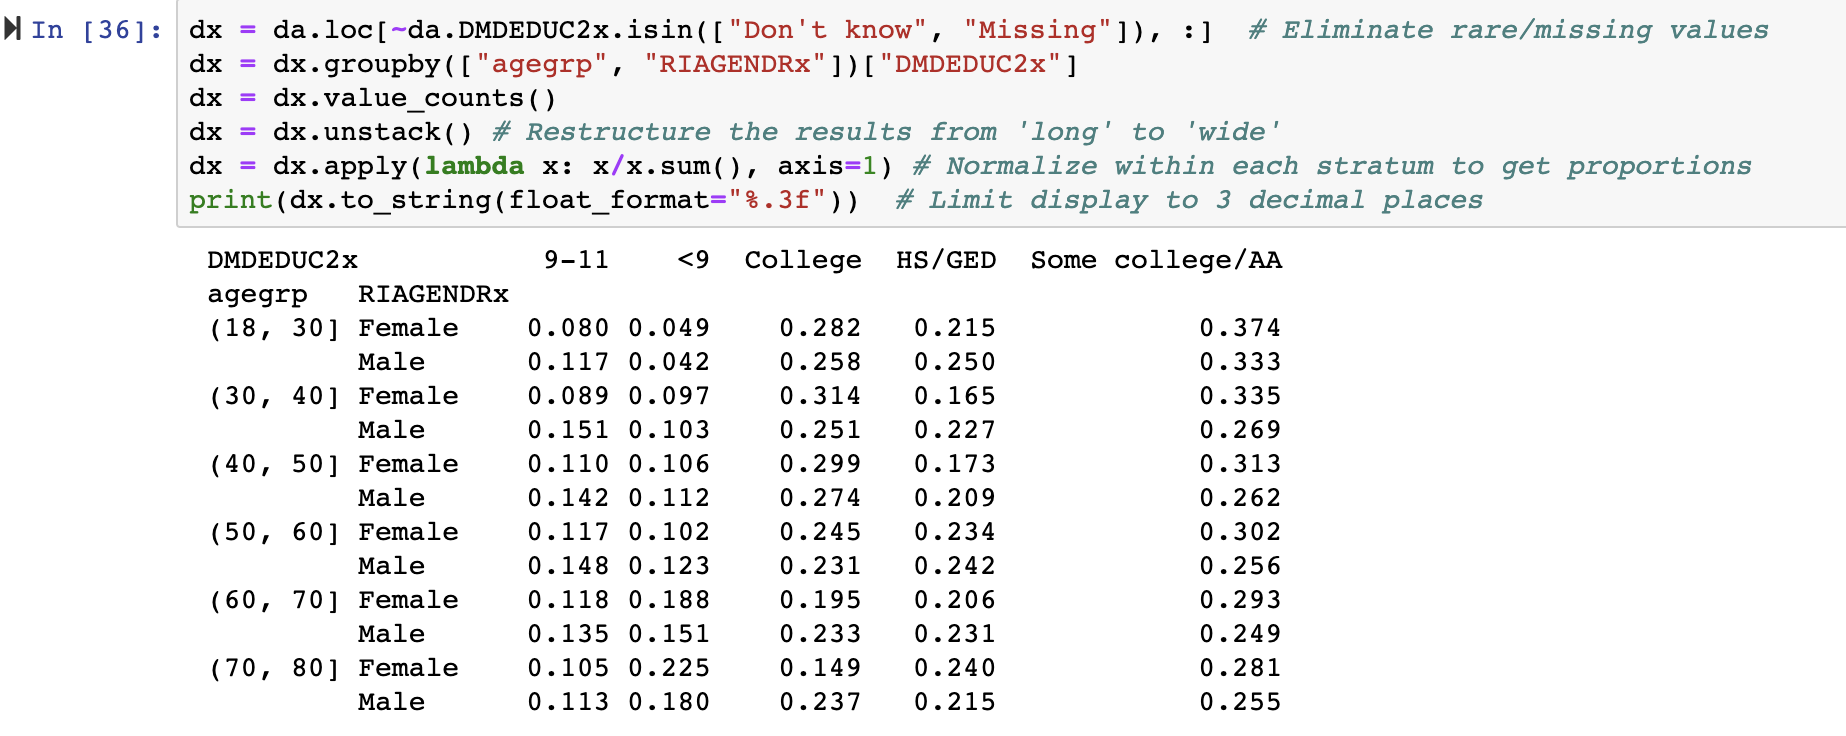 In [36]: dx = da.loc[~da.DMDEDUC2x.isin(["Don't know", "Missing"]), :]  # Eliminate rare/missing values
dx = dx.groupby(["agegrp", "RIAGENDRx"])["DMDEDUC2x"]
dx = dx.value_counts()
dx = dx.unstack() # Restructure the results from 'long' to 'wide'
dx = dx.apply(lambda x: x/x.sum(), axis=1) # Normalize within each stratum to get proportions
print(dx.to_string(float_format="%.3f"))  # Limit display to 3 decimal places
DMDEDUC2x           9-11    <9  College  HS/GED  Some college/AA
agegrp   RIAGENDRx
(18, 30] Female    0.080 0.049    0.282   0.215            0.374
         Male      0.117 0.042    0.258   0.250            0.333
(30, 40] Female    0.089 0.097    0.314   0.165            0.335
         Male      0.151 0.103    0.251   0.227            0.269
(40, 50] Female    0.110 0.106    0.299   0.173            0.313
         Male      0.142 0.112    0.274   0.209            0.262
(50, 60] Female    0.117 0.102    0.245   0.234            0.302
         Male      0.148 0.123    0.231   0.242            0.256
(60, 70] Female    0.118 0.188    0.195   0.206            0.293
         Male      0.135 0.151    0.233   0.231            0.249
(70, 80] Female    0.105 0.225    0.149   0.240            0.281
         Male      0.113 0.180    0.237   0.215            0.255